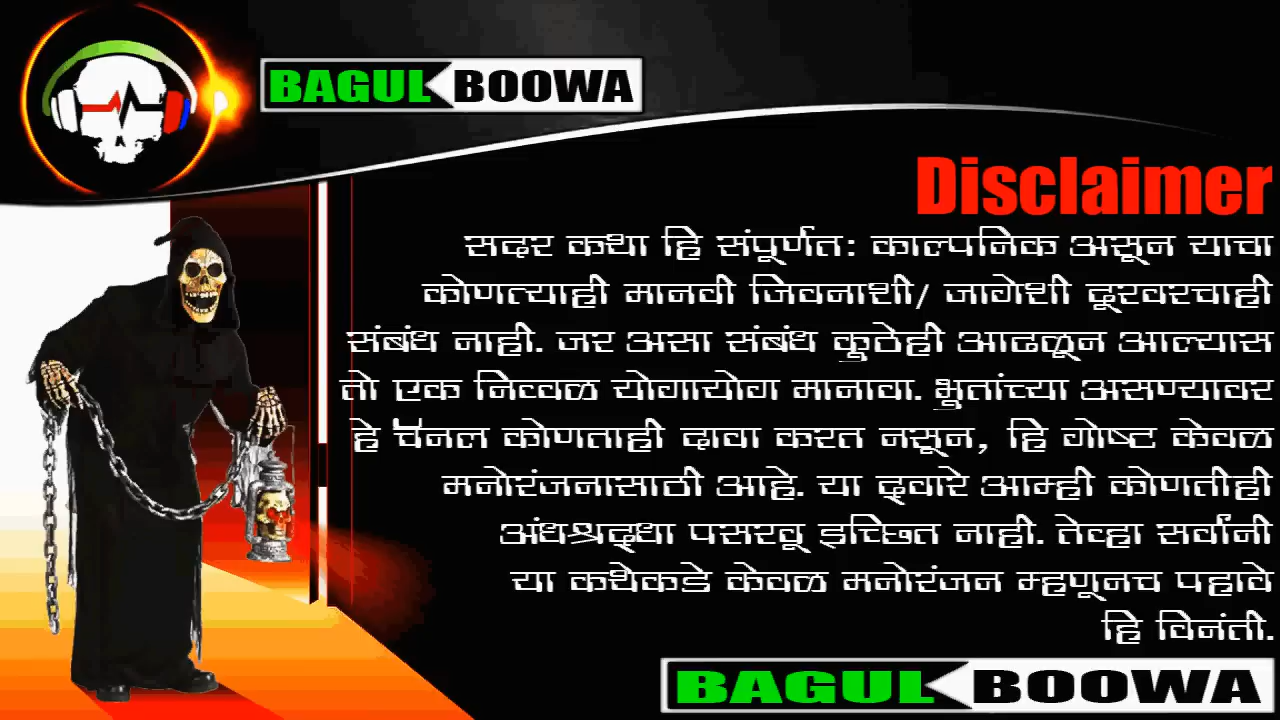 BAGUL BOOWA
Disclaimer
सदर कथा हि संपूर्णत: काल्पनिक असून याचा
कोणत्याही मानवी जिवनाशी/ जागेशी दूरवरचाही
संबंध नाही. जर असा संबंध कुठेही आढळून आल्यास
तो एक निव्वळ योगायोग मानावा. भुतांच्या असण्यावर
हे चॅनल कोणताही दावा करत नसून, हि गोष्ट केवळ
मनोरंजनासाठी आहे. या द्वारे आम्ही कोणतीही
अंधश्रद्धा पसरवू इच्छित नाही. तेव्हा सर्वांनी
या कथेकडे केवळ मनोरंजन म्हणूनच पहावे
हि विनंती.
BAGUL BOOWA